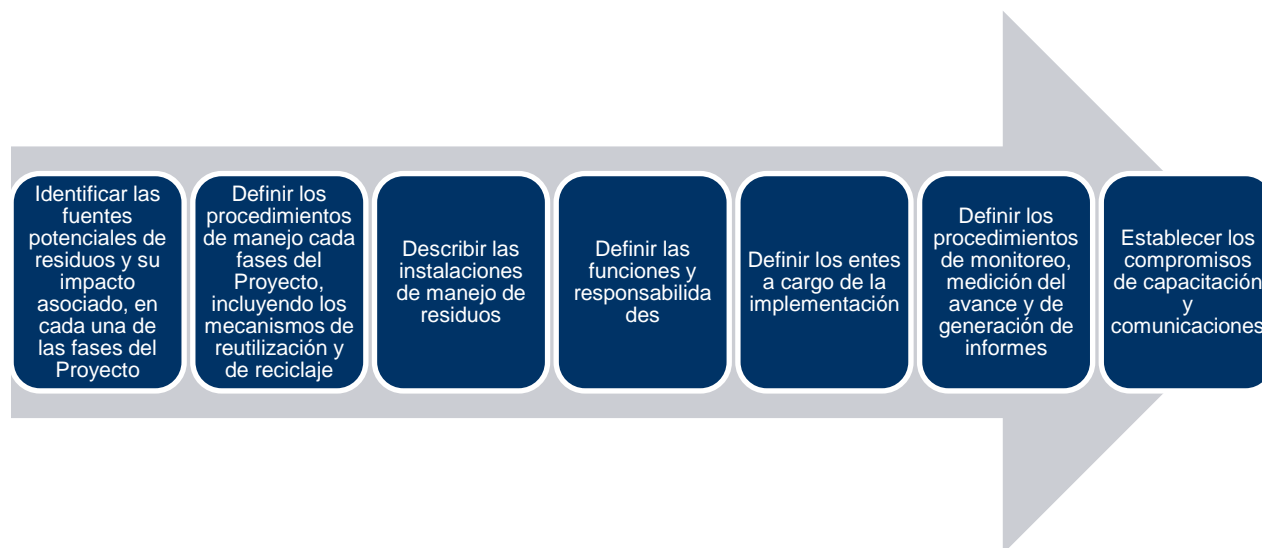 Identificar las
fuentes
potenciales de
residuos y su
impacto
asociado, en
cada una de
las fases del
Proyecto
Definir los
procedimientos
de manejo cada
fases del
Proyecto,
incluyendo los
mecanismos de
reutilización y
de reciclaje
Describir las
instalaciones
de manejo de
residuos
Definir las
funciones y
responsabilida
des
Definir los entes
a cargo de la
implementación
Definir los
procedimientos
de monitoreo,
medición del
avance y de
generación de
informes
Establecer los
compromisos
de capacitación
y
comunicaciones